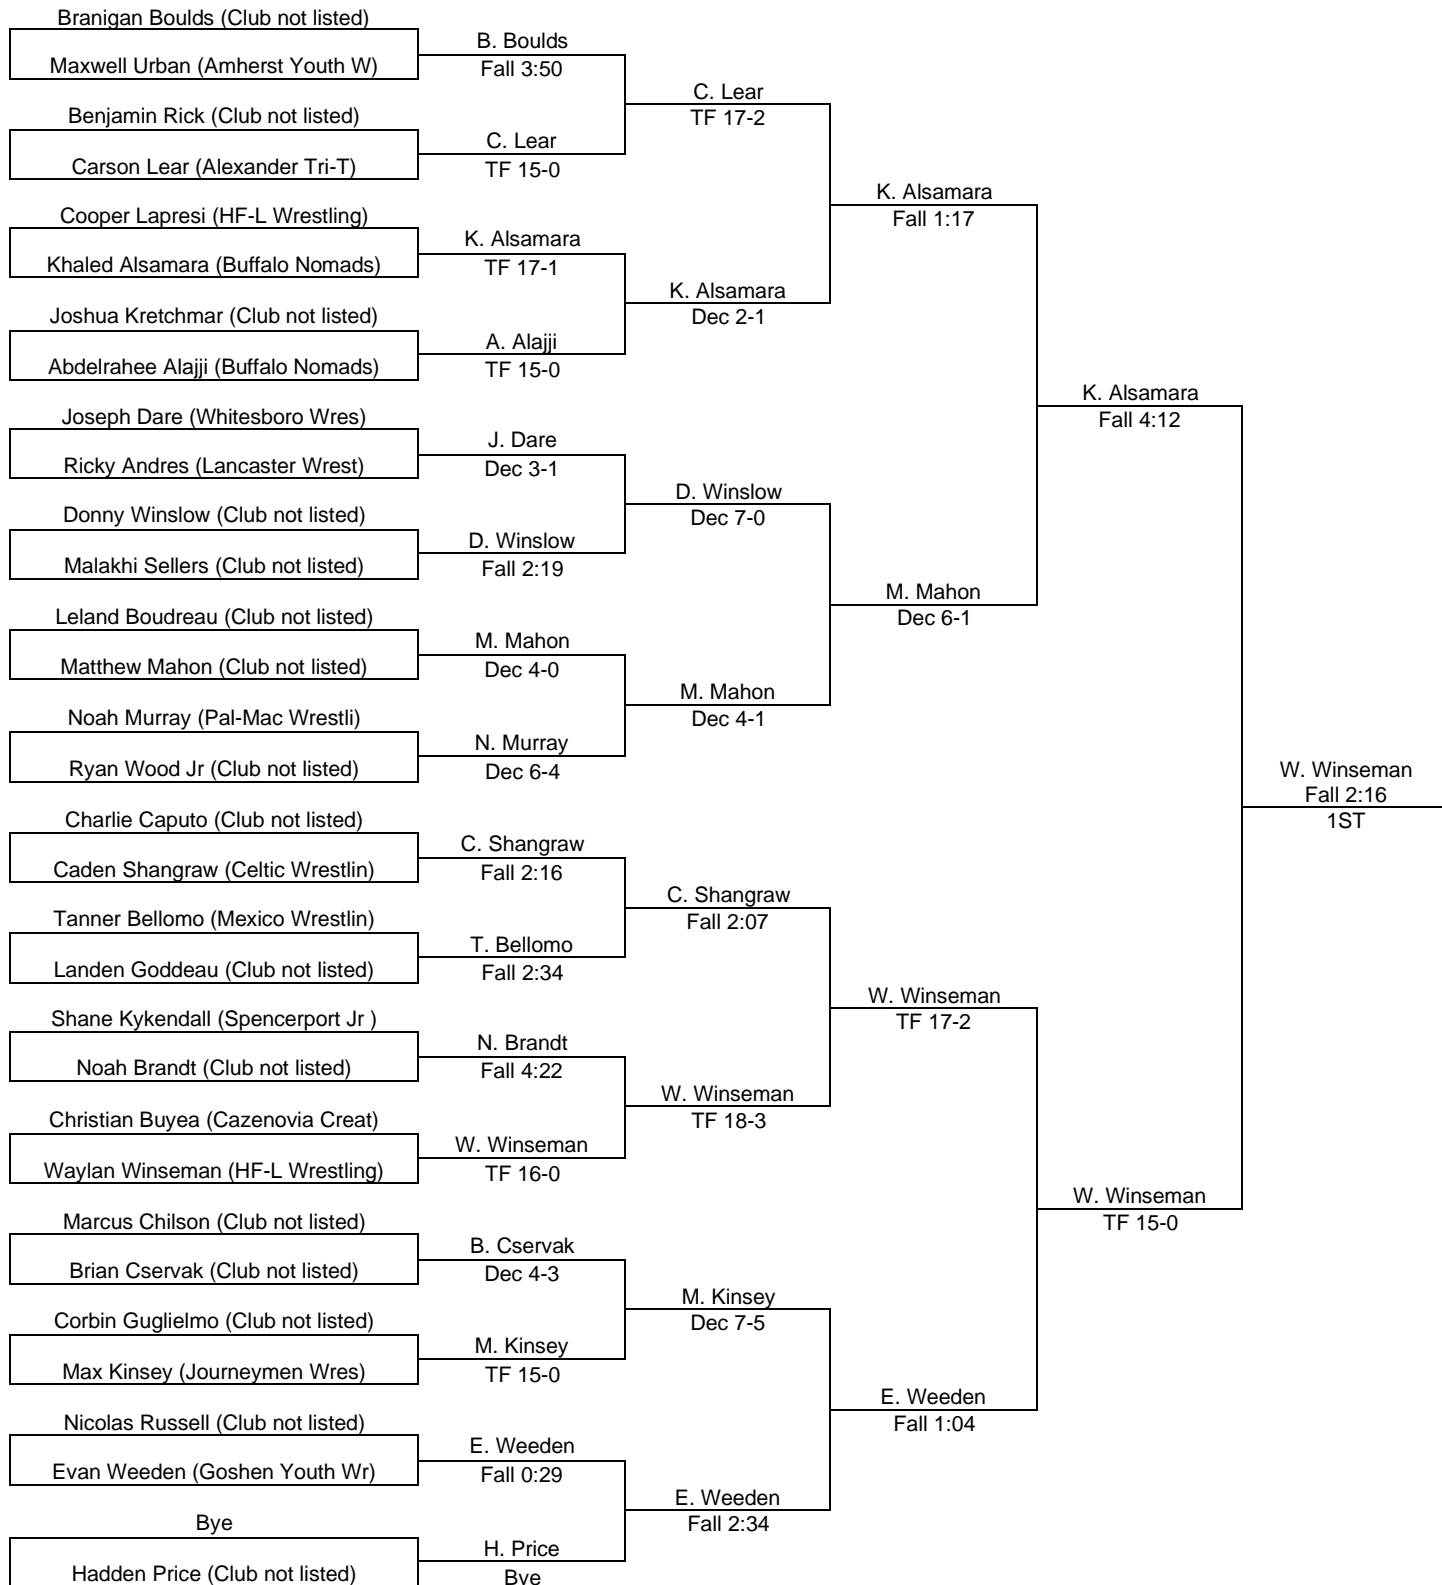 Branigan Boulds (Club not listed)
Maxwell Urban (Amherst Youth W)
Benjamin Rick (Club not listed)
Carson Lear (Alexander Tri-T)
Cooper Lapresi (HF-L Wrestling)
Khaled Alsamara (Buffalo Nomads)
Joshua Kretchmar (Club not listed)
Abdelrahee Alajji (Buffalo Nomads)
Joseph Dare (Whitesboro Wres)
Ricky Andres (Lancaster Wrest)
Donny Winslow (Club not listed)
Malakhi Sellers (Club not listed)
Leland Boudreau (Club not listed)
Matthew Mahon (Club not listed)
Noah Murray (Pal-Mac Wrestli)
Ryan Wood Jr (Club not listed)
Charlie Caputo (Club not listed)
Caden Shangraw (Celtic Wrestlin)
Tanner Bellomo (Mexico Wrestlin)
Landen Goddeau (Club not listed)
Shane Kykendall (Spencerport Jr )
Noah Brandt (Club not listed)
Christian Buyea (Cazenovia Creat)
Waylan Winseman (HF-L Wrestling)
Marcus Chilson (Club not listed)
Brian Cservak (Club not listed)
Corbin Guglielmo (Club not listed)
Max Kinsey (Journeymen Wres)
Nicolas Russell (Club not listed)
Evan Weeden (Goshen Youth Wr)
Bye
Hadden Price (Club not listed)
B. Boulds
Fall 3:50
C. Lear
TF 15-0
K. Alsamara
TF 17-1
A. Alajji
TF 15-0
J. Dare
Dec 3-1
D. Winslow
Fall 2:19
M. Mahon
Dec 4-0
N. Murray
Dec 6-4
C. Shangraw
Fall 2:16
T. Bellomo
Fall 2:34
N. Brandt
Fall 4:22
W. Winseman
TF 16-0
B. Cservak
Dec 4-3
M. Kinsey
TF 15-0
E. Weeden
Fall 0:29
H. Price
Bye
C. Lear
TF 17-2
K. Alsamara
Dec 2-1
D. Winslow
Dec 7-0
M. Mahon
Dec 4-1
C. Shangraw
Fall 2:07
W. Winseman
TF 18-3
M. Kinsey
Dec 7-5
E. Weeden
Fall 2:34
K. Alsamara
Fall 1:17
M. Mahon
Dec 6-1
W. Winseman
TF 17-2
E. Weeden
Fall 1:04
K. Alsamara
Fall 4:12
W. Winseman
TF 15-0
W. Winseman
Fall 2:16
1ST